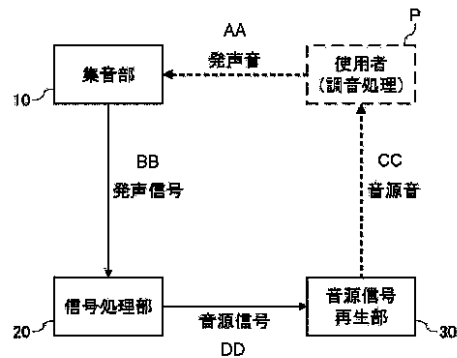 AA
発声音
P
集音部
10
使用者
(調音処理)
BB
発声信号
CC
音源音
信号処理部
20
音源信号
DD
音源信号
再生部
30